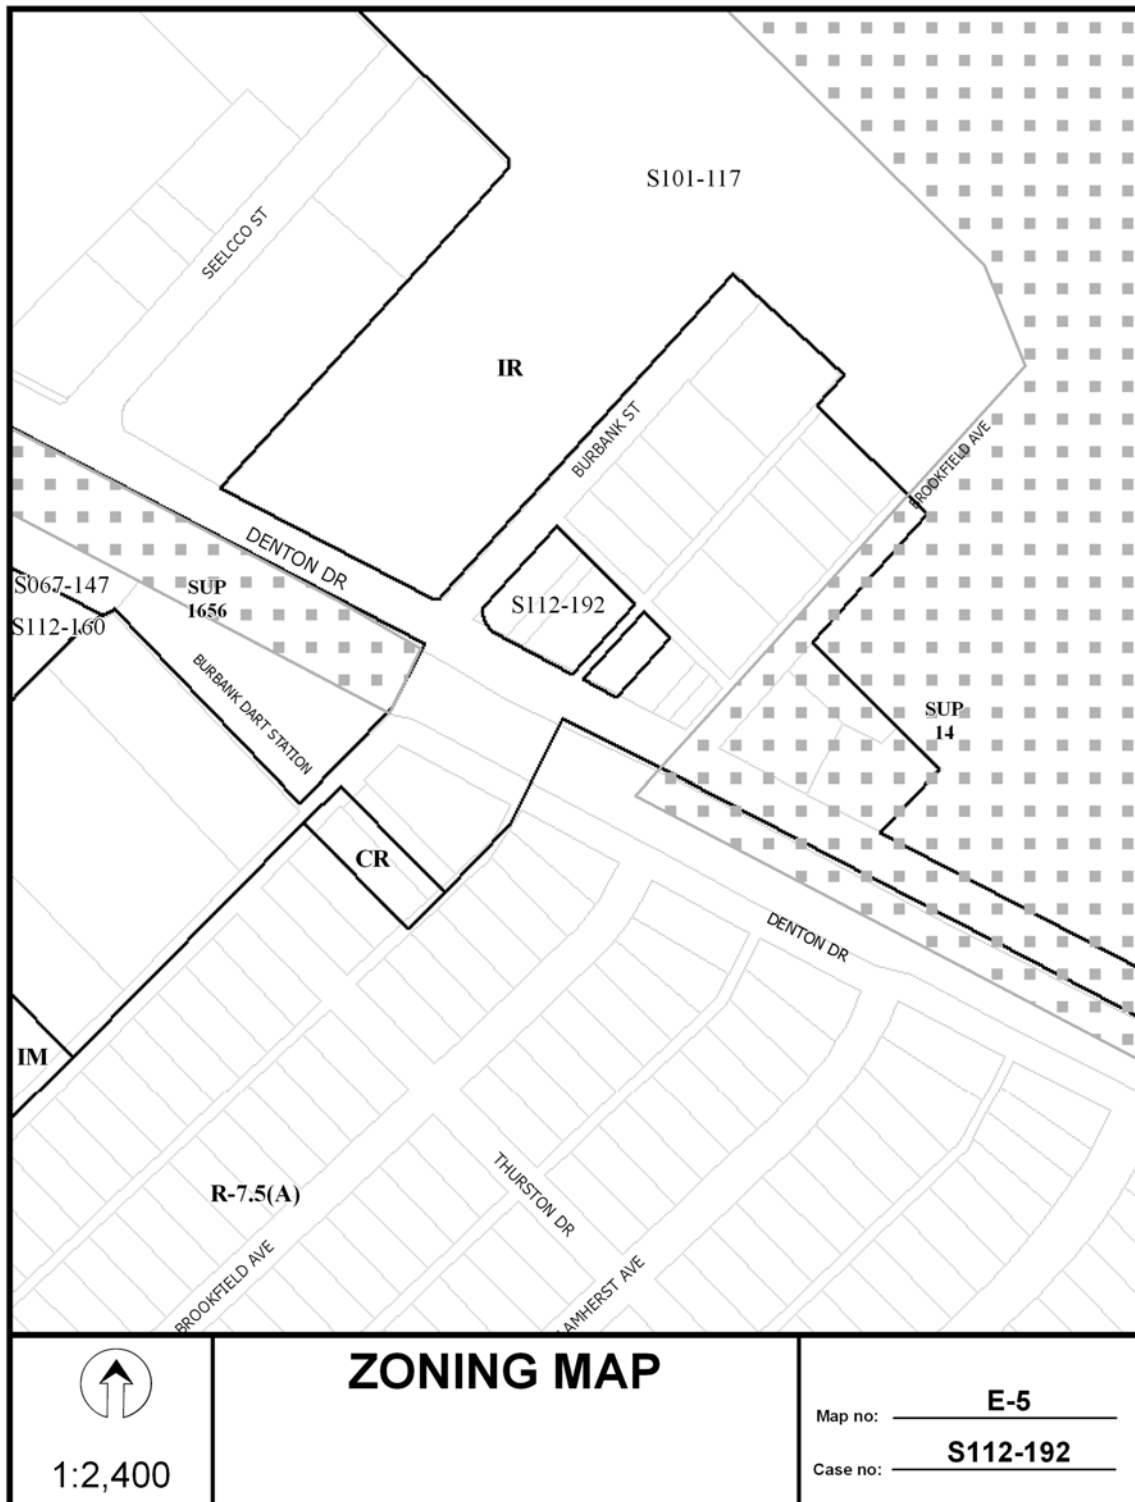 S101-117
SEELCCO ST
IR
BURBANK ST
BROOKFIELD AVE
DENTON DR
S067-147
SUP
1656
S112-192
S112-160
BURBANK DART STATION
SUP
14
CR
DENTON DR
IM
THURSTON DR
R-7.5(A)
BROOKFIELD AVE
AMHERST AVE
ZONING MAP
1:2,400
Map no: E-5
Case no: S112-192